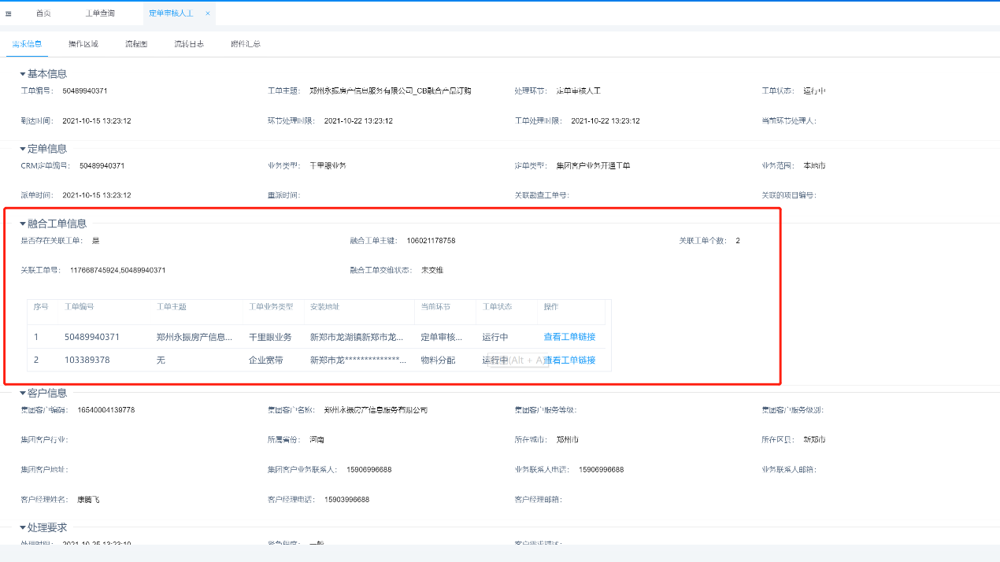 首页 工单查询 定单审核人工 ×
需求信息 操作区域 流程图 流转日志 附件汇总
基本信息
工单编号： 50489940371 工单主题： 郑州永振房产信息服务有限公司_CB融合产品订购 处理环节： 定单审核人工 工单状态： 运行中
到达时间： 2021-10-15 13:23:12 环节处理时限： 2021-10-22 13:23:12 工单处理时限： 2021-10-22 13:23:12 当前环节处理人：
定单信息
CRM定单编号： 50489940371 业务类型： 千里眼业务 定单类型： 集团客户业务开通工单 业务范围： 本地市
派单时间： 2021-10-15 13:23:12 重派时间： 关联勘查工单号： 关联的项目编号：
融合工单信息
是否存在关联工单： 是 融合工单主键： 106021178758 关联工单个数： 2
关联工单号： 117668745924,50489940371 融合工单交维状态： 未交维
序号 工单编号 工单主题 工单业务类型 安装地址 当前环节 工单状态 操作
1 50489940371 郑州永振房产信息... 千里眼业务 新郑市龙湖镇新郑市龙... 定单审核... 运行中 查看工单链接
2 103389378 无 企业宽带 新郑市龙**************... 物料分配 运行中 (Alt + A) 查看工单链接
客户信息
集团客户编码： 16540004139778 集团客户名称： 郑州永振房产信息服务有限公司 集团客户服务等级： 集团客户服务级别：
集团客户行业： 所属省份： 河南 所在城市： 郑州市 所在区县： 新郑市
集团客户地址： 集团客户业务联系人： 15906996688 业务联系人电话： 15906996688 业务联系人邮箱：
客户经理姓名： 康腾飞 客户经理电话： 15903996688 客户经理邮箱：
处理要求
处理时限： 2021-10-25 13:23:10 紧急程度： 一般 客户需求描述：